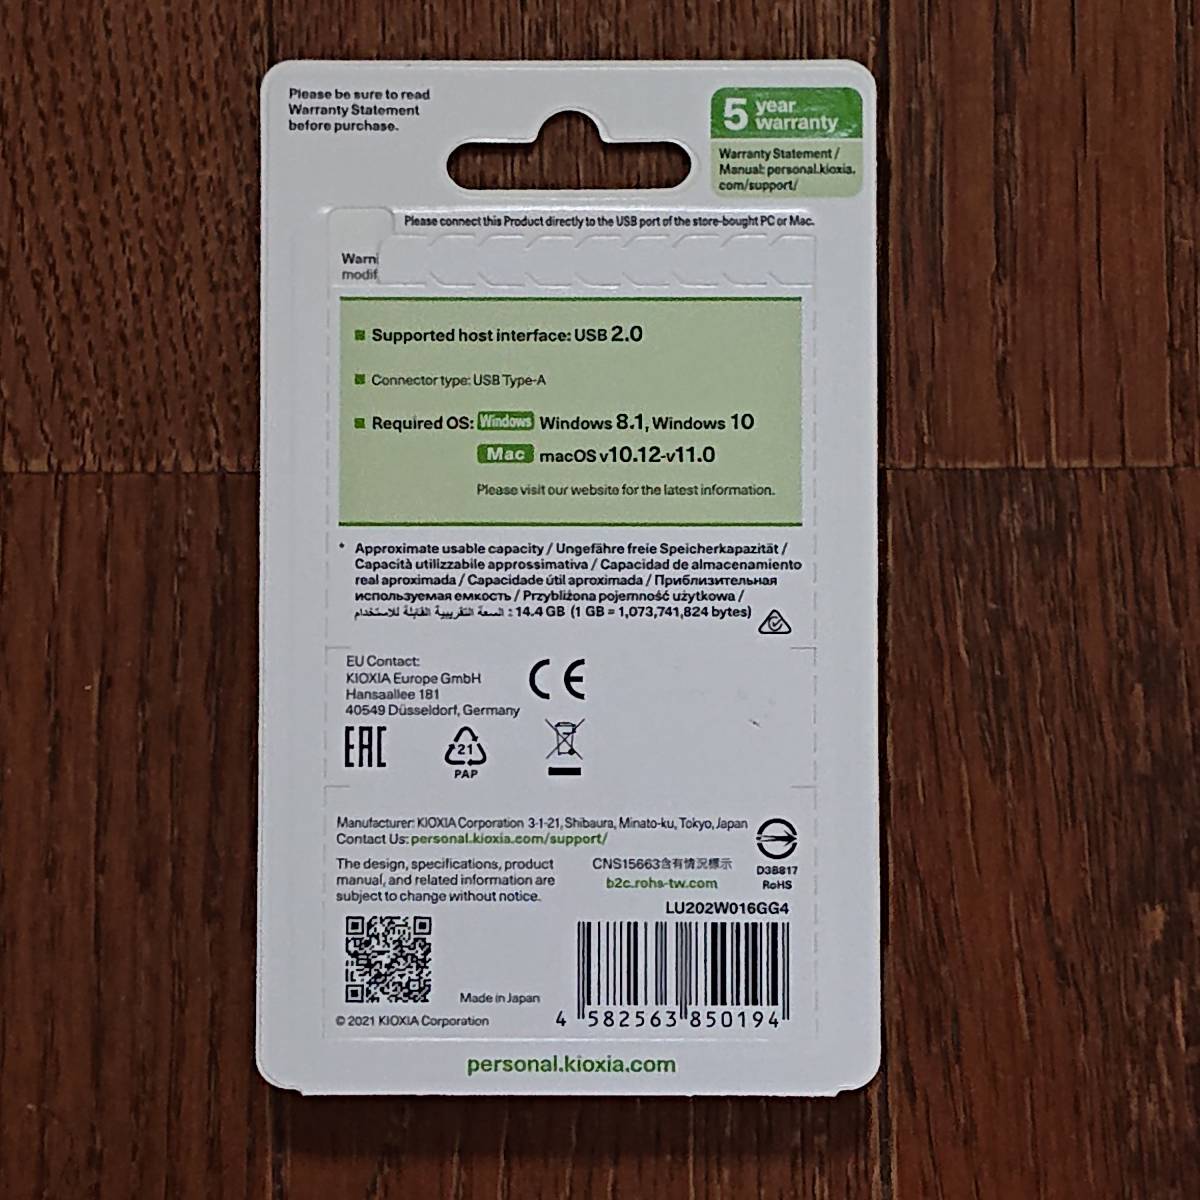 Please be sure to read
Warranty Statement
before purchase.
5 year
warranty
Warranty Statement /
Manual: personal.kioxia.
com/support/
Please connect this Product directly to the USB port of the store-bought PC or Mac.
Warni
modif
Supported host interface: USB 2.0
Connector type: USB Type-A
Required OS: Windows Windows 8.1, Windows 10
Mac macOS v10.12-v11.0
Please visit our website for the latest information.
* Approximate usable capacity / Ungefähre freie Speicherkapazität /
Capacità utilizzabile approssimativa / Capacidad de almacenamiento
real aproximada / Capacidade útil aproximada / Приблизительная
используемая емкость / Przybliżona pojemność użytkowa /
السعة التقريبية القابلة للاستخدام : 14.4 GB (1 GB = 1,073,741,824 bytes)
EU Contact:
KIOXIA Europe GmbH
Hansaallee 181
40549 Düsseldorf, Germany
CE
EAC
21
PAP
Manufacturer: KIOXIA Corporation 3-1-21, Shibaura, Minato-ku, Tokyo, Japan
Contact Us: personal.kioxia.com/support/
The design, specifications, product
manual, and related information are
subject to change without notice.
CNS15663含有情況標示
b2c.rohs-tw.com
D3B817
RoHS
LU202W016GG4
Made in Japan
© 2021 KIOXIA Corporation
4 582563 850194
personal.kioxia.com